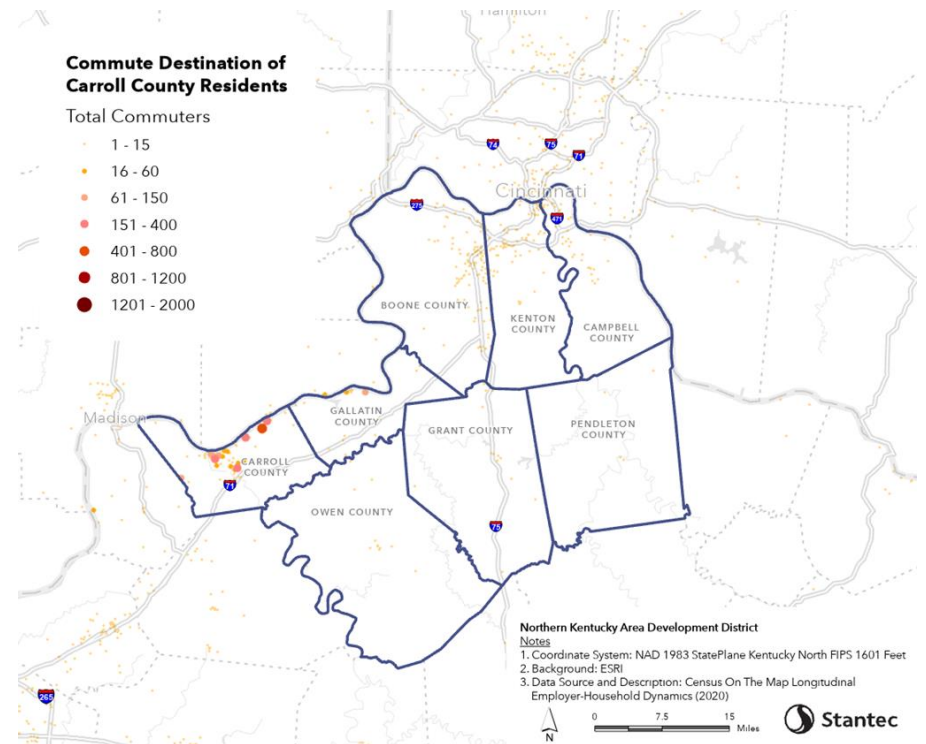 Hamilton
Commute Destination of
Carroll County Residents
Total Commuters
1 - 15
16 - 60
61 - 150
151 - 400
401 - 800
801 - 1200
1201 - 2000
74
75
71
Cincinnati
275
471
BOONE COUNTY
KENTON
COUNTY
CAMPBELL
COUNTY
Madison
GALLATIN
COUNTY
GRANT COUNTY
PENDLETON
COUNTY
CARROLL
COUNTY
71
OWEN COUNTY
75
265
Northern Kentucky Area Development District
Notes
1. Coordinate System: NAD 1983 StatePlane Kentucky North FIPS 1601 Feet
2. Background: ESRI
3. Data Source and Description: Census On The Map Longitudinal
Employer-Household Dynamics (2020)
N
0 7.5 15
Miles
Stantec